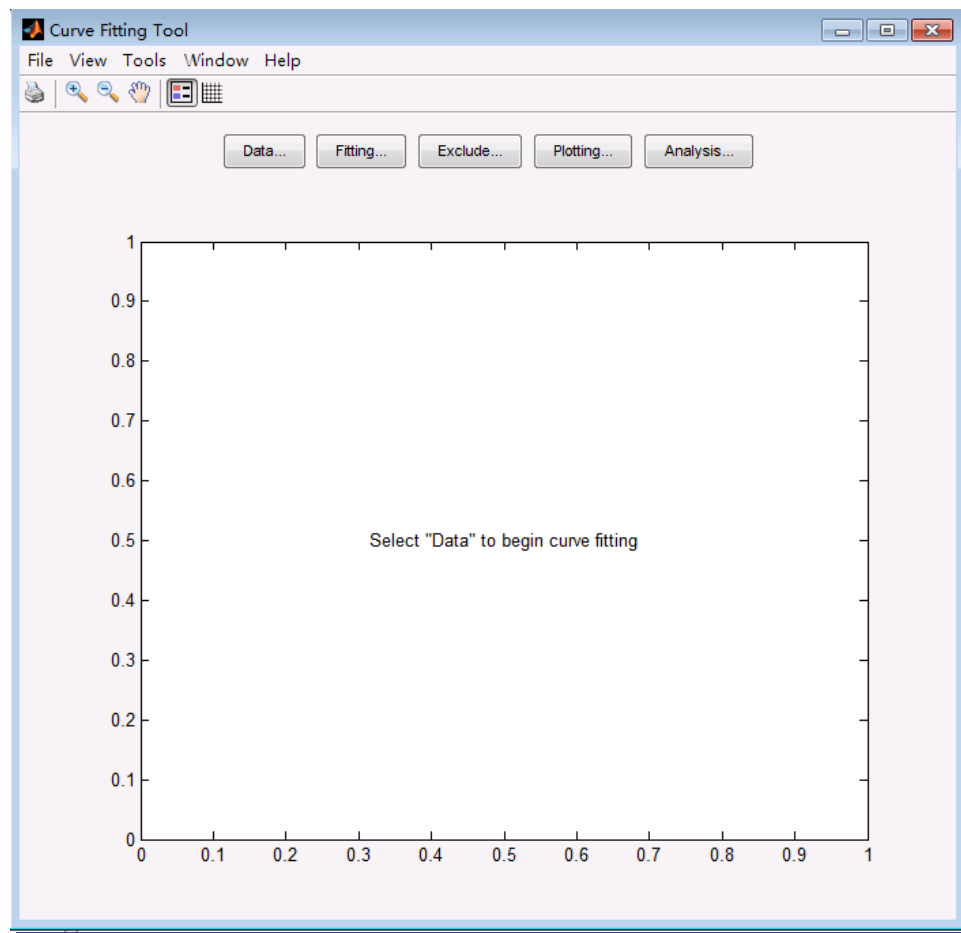 Curve Fitting Tool
File View Tools Window Help
Data... Fitting... Exclude... Plotting... Analysis...
1
0.9
0.8
0.7
0.6
0.5
Select "Data" to begin curve fitting
0.4
0.3
0.2
0.1
0
0 0.1 0.2 0.3 0.4 0.5 0.6 0.7 0.8 0.9 1